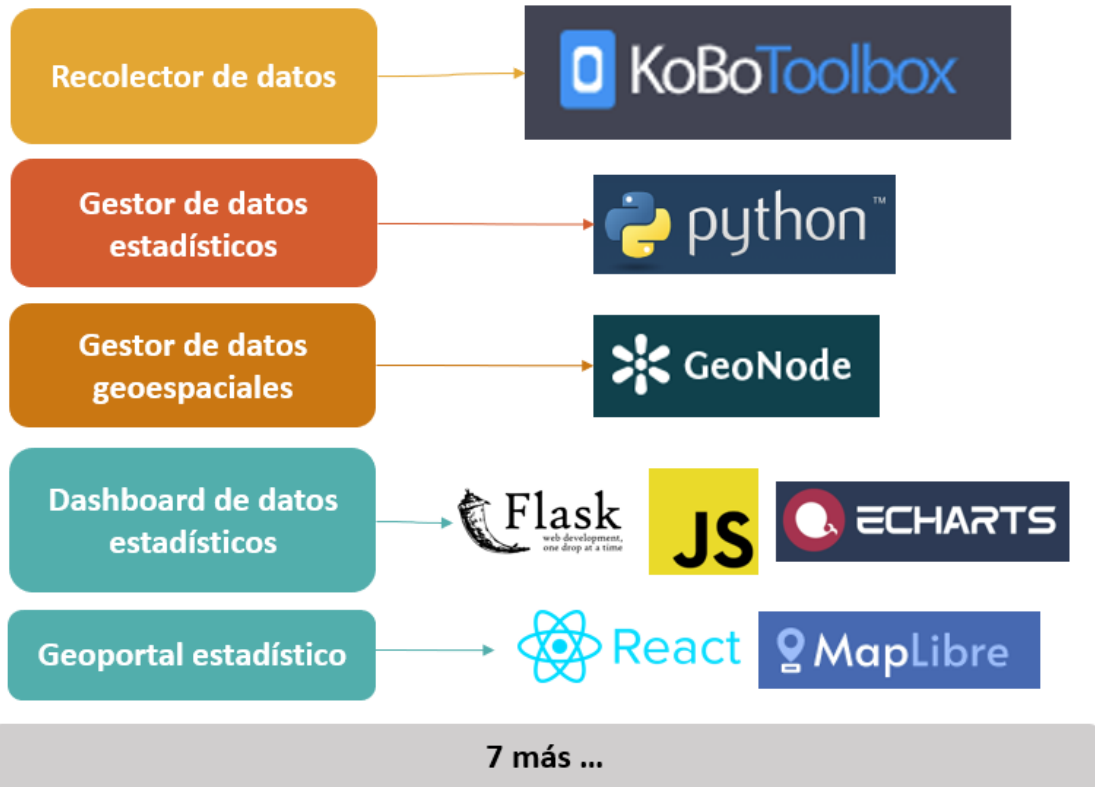 Recolector de datos
KoBoToolbox
Gestor de datos
estadísticos
python™
Gestor de datos
geoespaciales
GeoNode
Dashboard de datos
estadísticos
Flask
web development,
one drop at a time
JS
ECHARTS
Geoportal estadístico
React
MapLibre
7 más ...